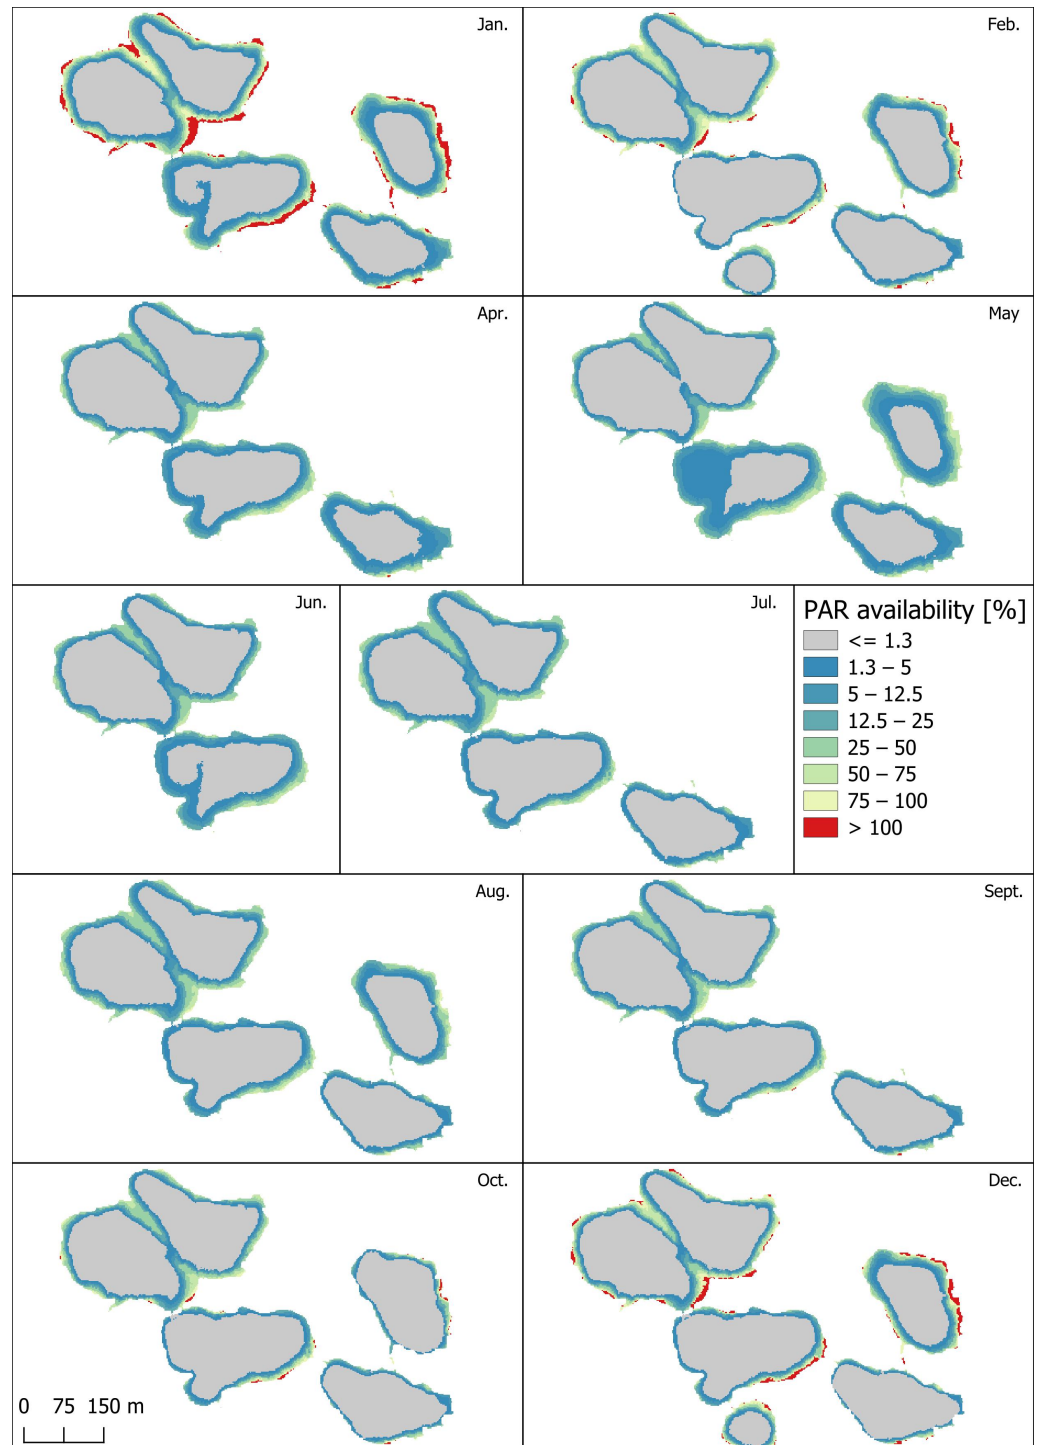 Jan.
Feb.
Apr.
May
Jun.
Jul.
PAR availability [%]
<= 1.3
1.3 – 5
5 – 12.5
12.5 – 25
25 – 50
50 – 75
75 – 100
> 100
Aug.
Sept.
Oct.
Dec.
0 75 150 m